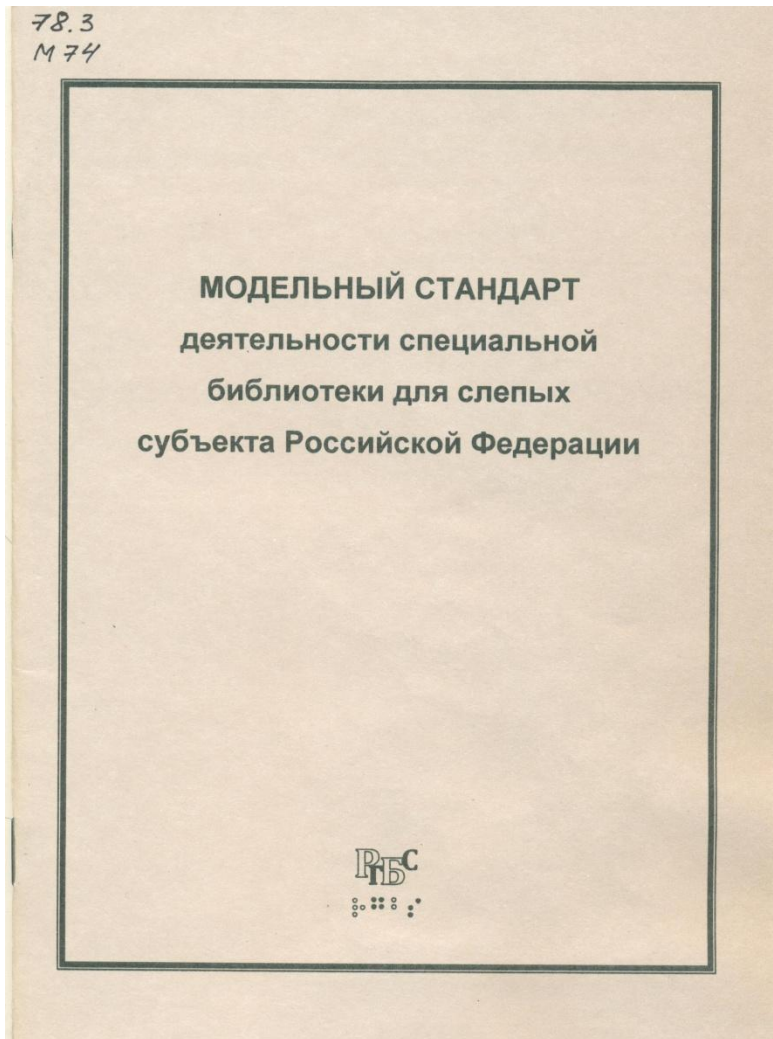 78.3
М 74
МОДЕЛЬНЫЙ СТАНДАРТ
деятельности специальной
библиотеки для слепых
субъекта Российской Федерации
РГБС